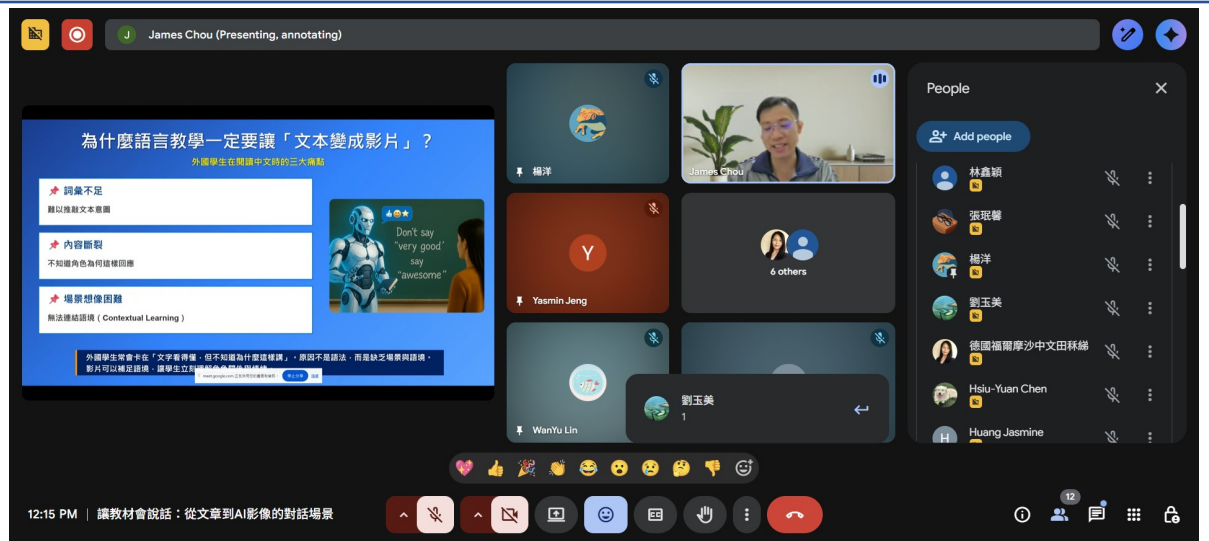 J James Chou (Presenting, annotating)
為什麼語言教學一定要讓「文本變成影片」？
外國學生在閱讀中文時的三大痛點
詞彙不足
難以推敲文本意圖
內容斷裂
不知道角色為何這樣回應
場景想像困難
無法連結語境（Contextual Learning）
Don't say
"very good"
say
"awesome"
外國學生常會卡在「文字看得懂，但不知道為什麼這樣講」。原因不是語法，而是缺乏場景與語境。
影片可以補足語境，讓學生立刻
停止分享
隱藏
楊洋
James Chou
Y
Yasmin Jeng
6 others
WanYu Lin
劉玉美
1
People
Add people
林鑫穎
張珉馨
楊洋
劉玉美
德國福爾摩沙中文田秝綈
Hsiu-Yuan Chen
H Huang Jasmine
12:15 PM | 讓教材會說話：從文章到AI影像的對話場景
CC
12